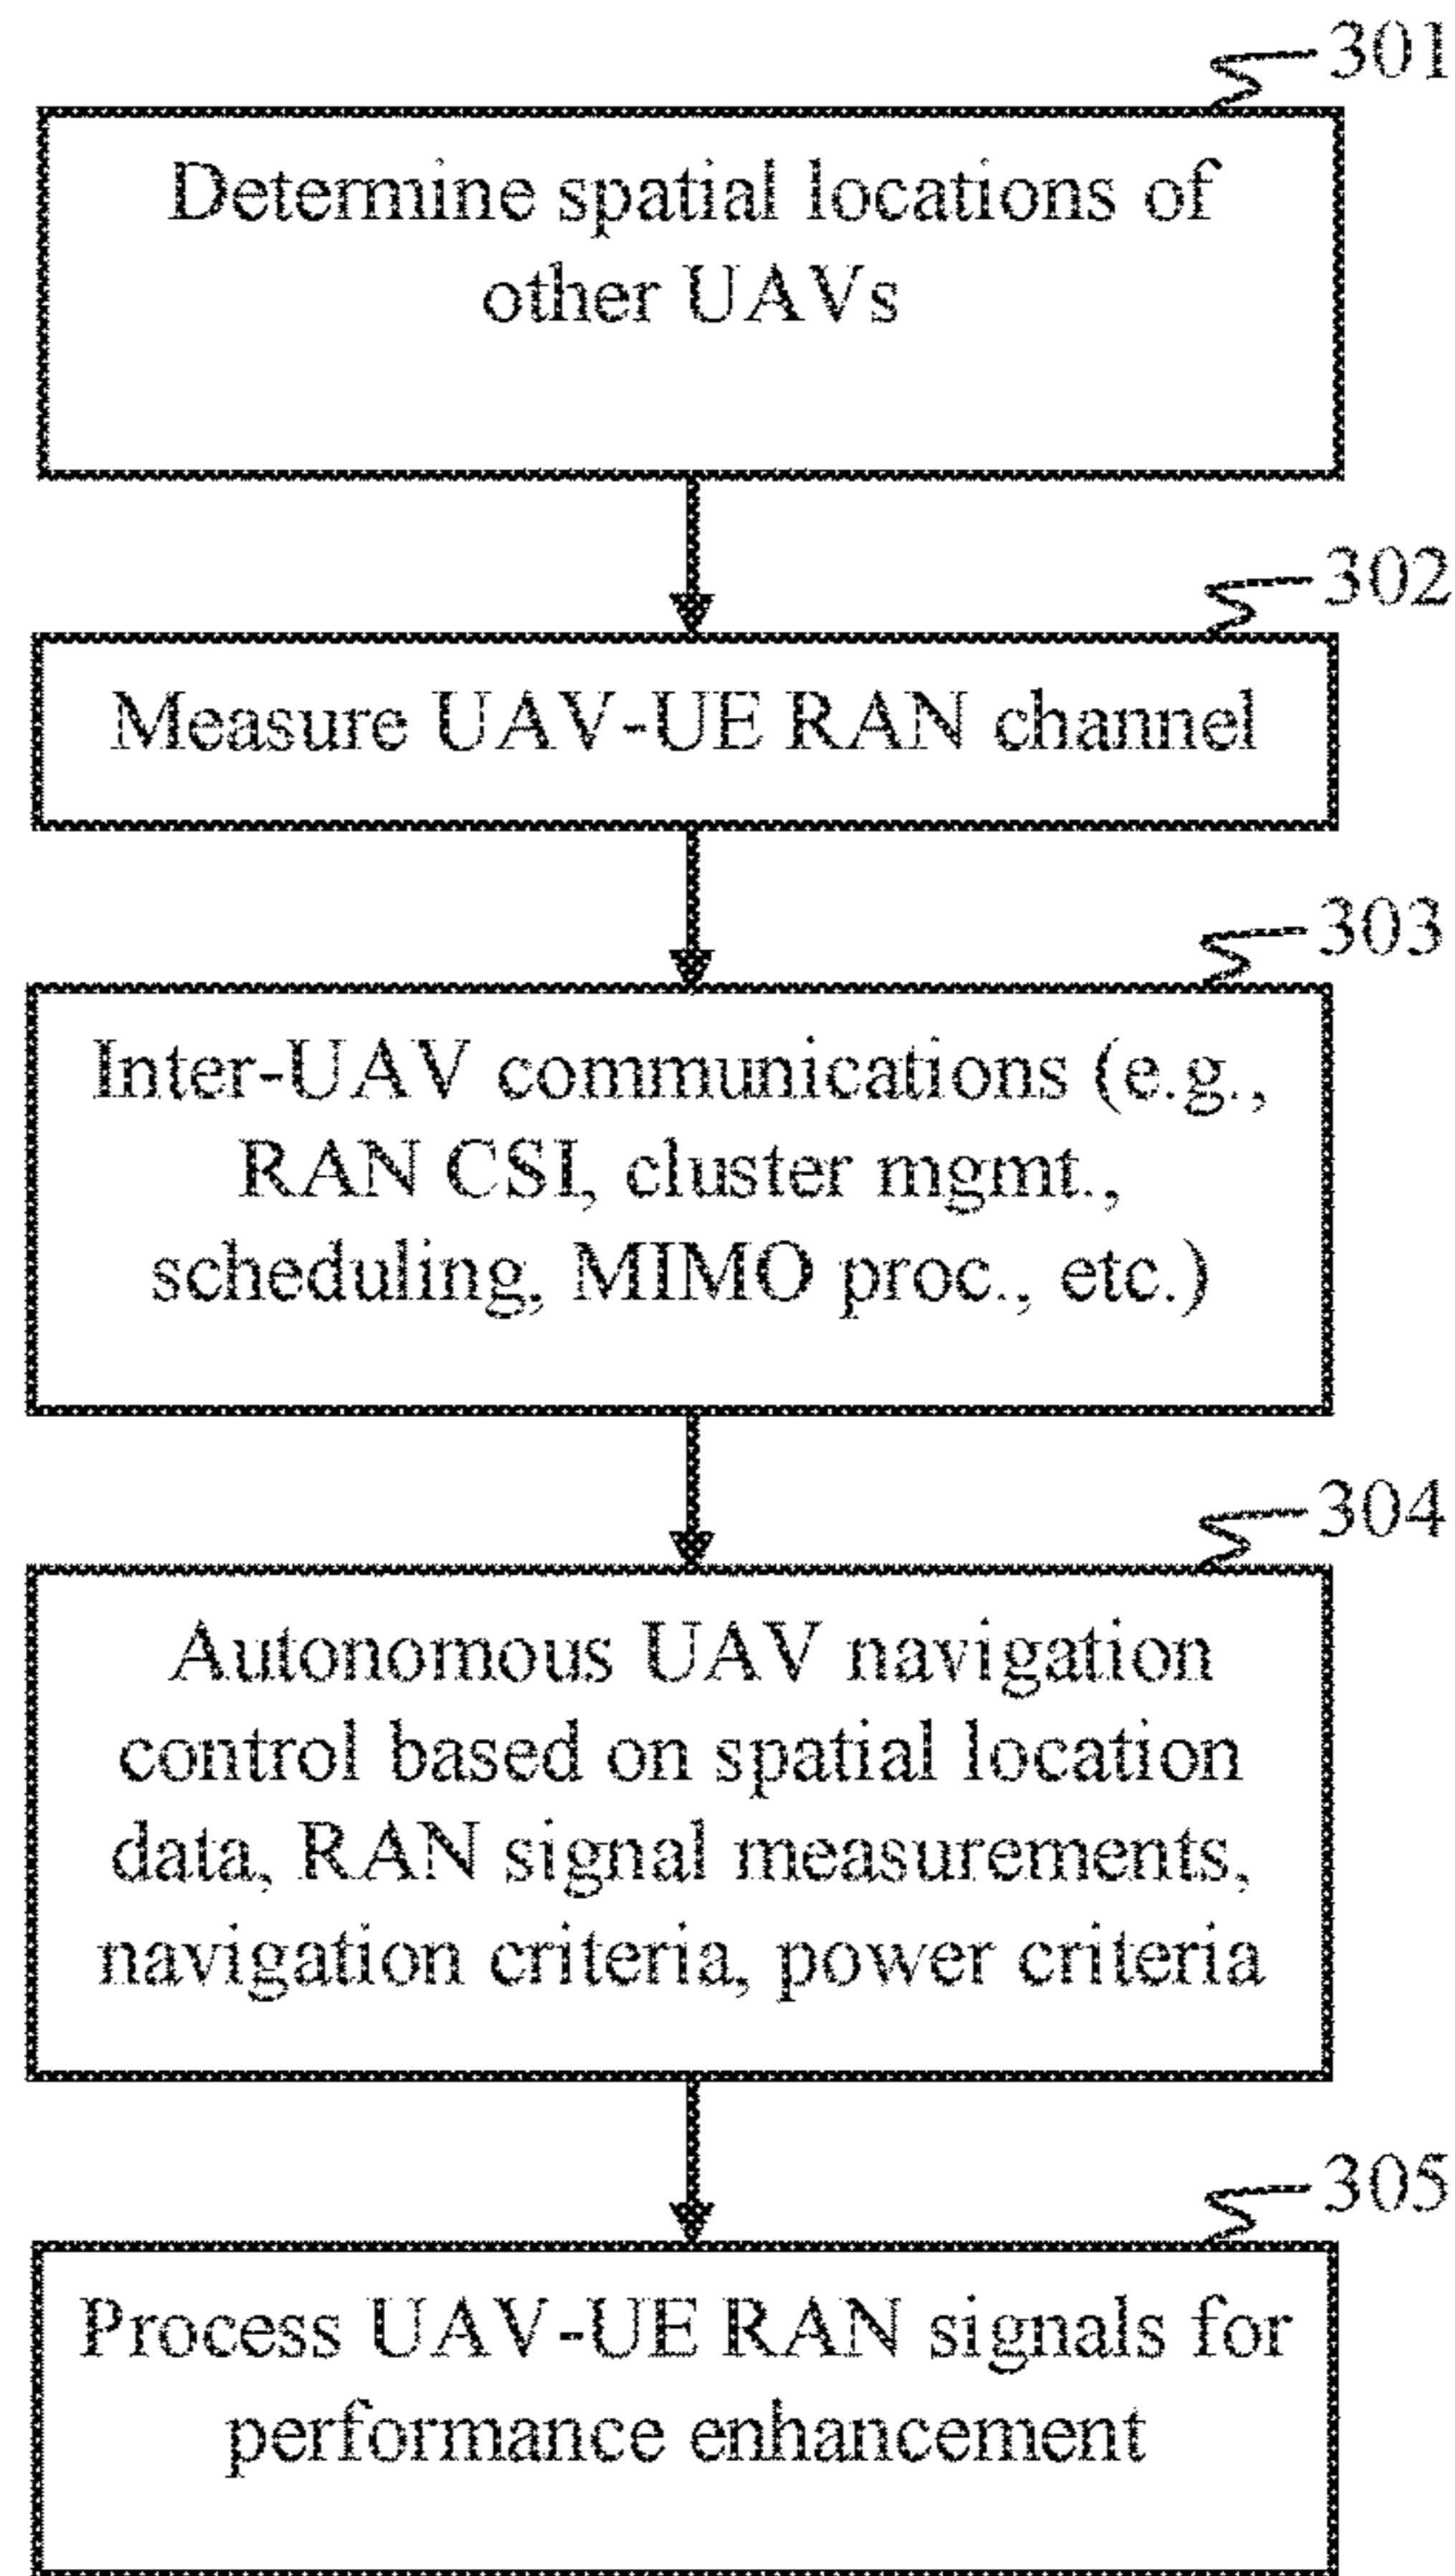 301
Determine spatial locations of
other UAVs
302
Measure UAV-UE RAN channel
303
Inter-UAV communications (e.g.,
RAN CSI, cluster mgmt.,
scheduling, MIMO proc., etc.)
304
Autonomous UAV navigation
control based on spatial location
data, RAN signal measurements,
navigation criteria, power criteria
305
Process UAV-UE RAN signals for
performance enhancement